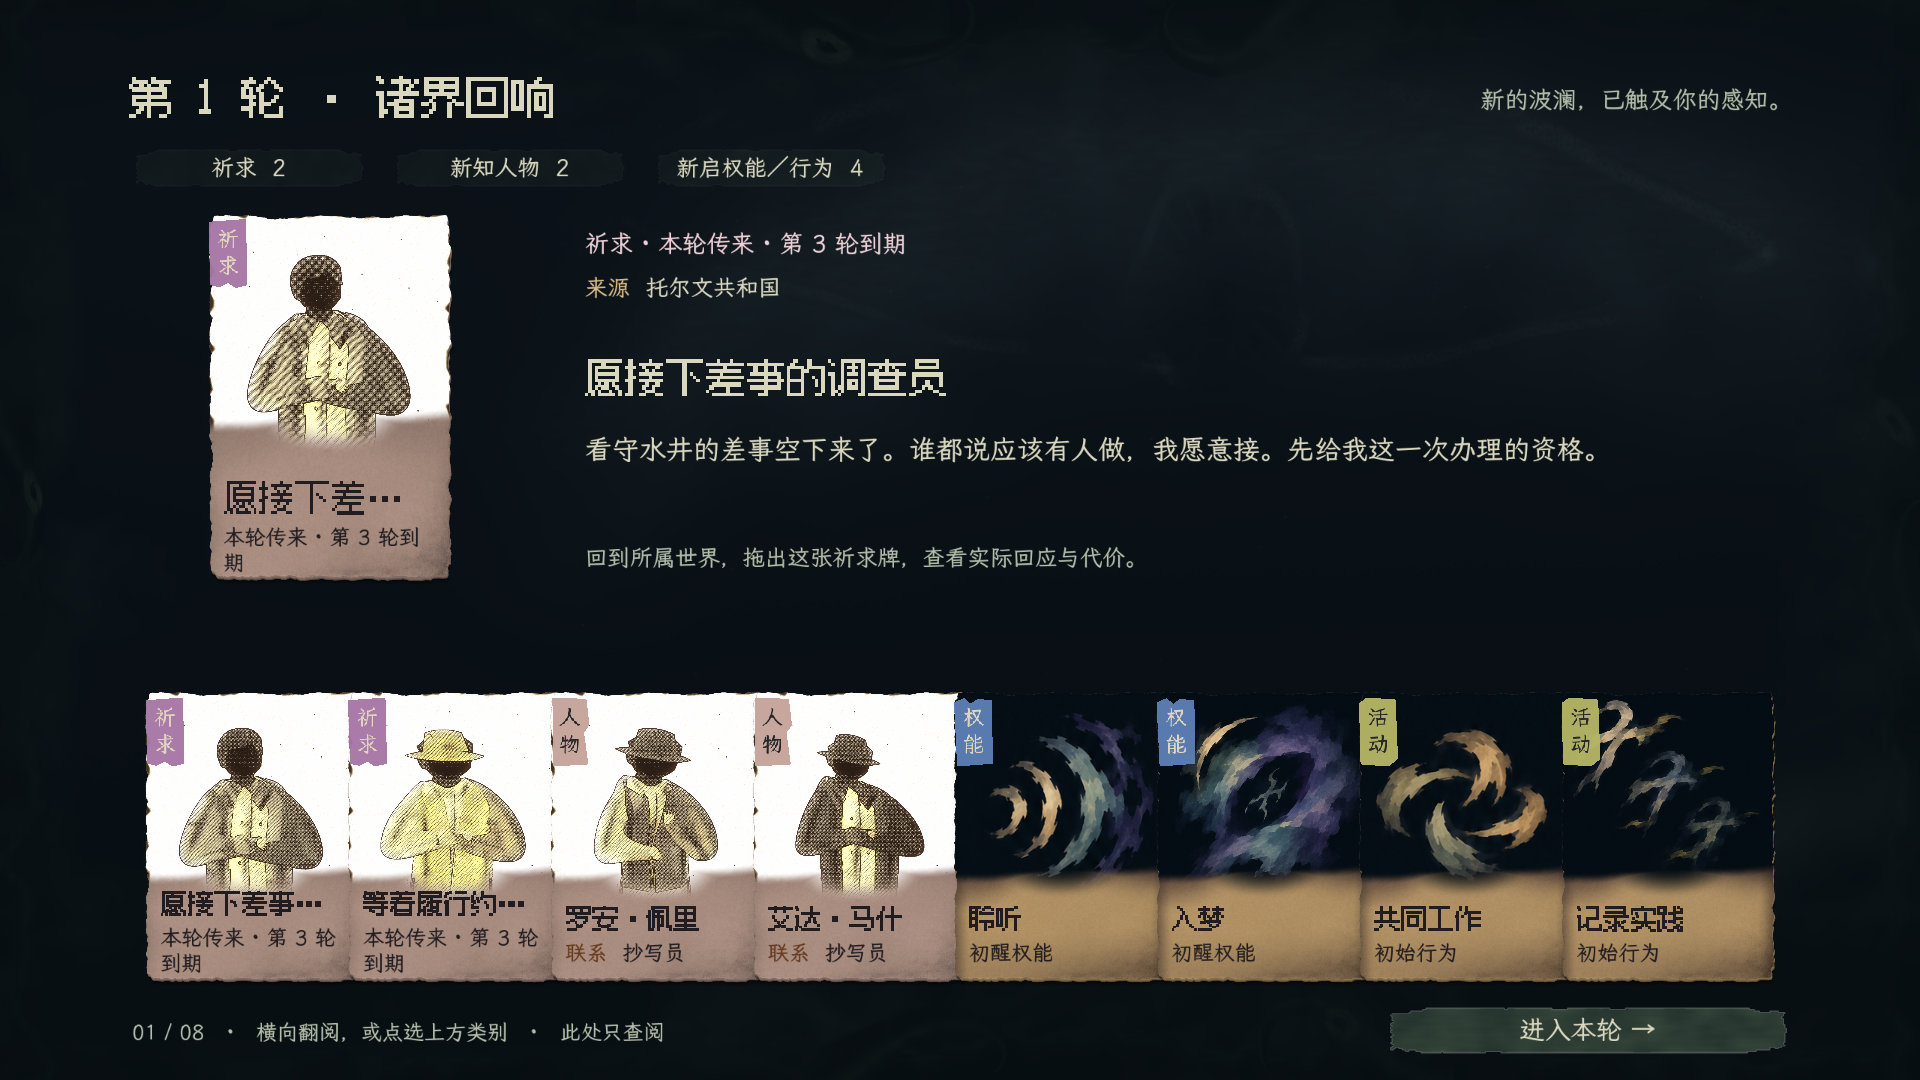 第 1 轮 · 诸界回响
新的波澜，已触及你的感知。
祈求 2
新知人物 2
新启权能／行为 4
祈求
愿接下差…
本轮传来·第 3 轮到期
祈求·本轮传来·第 3 轮到期
来源 托尔文共和国
愿接下差事的调查员
看守水井的差事空下来了。谁都说应该有人做，我愿意接。先给我这一次办理的资格。
回到所属世界，拖出这张祈求牌，查看实际回应与代价。
祈求
愿接下差事…
本轮传来·第 3 轮到期
祈求
等着履行约…
本轮传来·第 3 轮到期
人物
罗安·佩里
联系 抄写员
人物
艾达·马什
联系 抄写员
权能
聆听
初醒权能
权能
入梦
初醒权能
活动
共同工作
初始行为
活动
记录实践
初始行为
01 / 08 · 横向翻阅，或点选上方类别 · 此处只查阅
进入本轮 →